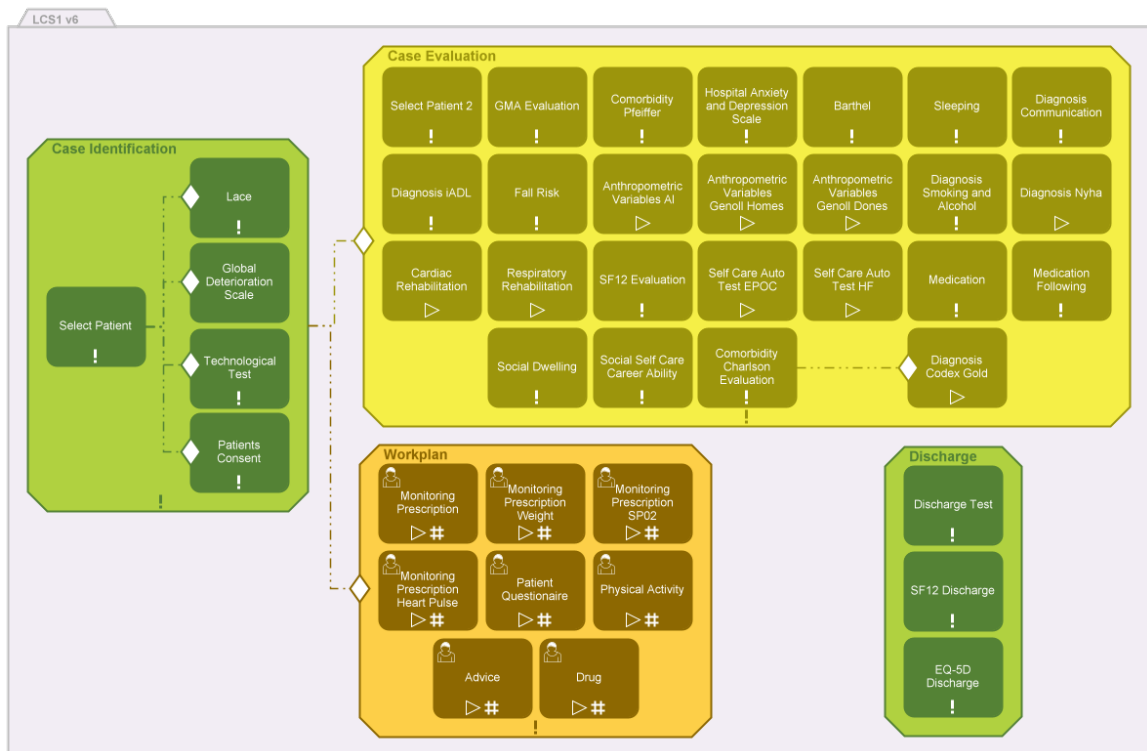 LCS1 v6
Case Identification
Select Patient
Lace
Global
Deterioration
Scale
Technological
Test
Patients
Consent
Case Evaluation
Select Patient 2
GMA Evaluation
Comorbidity
Pfeiffer
Hospital Anxiety
and Depression
Scale
Barthel
Sleeping
Diagnosis
Communication
Diagnosis iADL
Fall Risk
Anthropometric
Variables Al
Anthropometric
Variables
Genoll Homes
Anthropometric
Variables
Genoll Dones
Diagnosis
Smoking and
Alcohol
Diagnosis Nyha
Cardiac
Rehabilitation
Respiratory
Rehabilitation
SF12 Evaluation
Self Care Auto
Test EPOC
Self Care Auto
Test HF
Medication
Medication
Following
Social Dwelling
Social Self Care
Career Ability
Comorbidity
Charlson
Evaluation
Diagnosis
Codex Gold
Workplan
Monitoring
Prescription
Monitoring
Prescription
Weight
Monitoring
Prescription
SP02
Monitoring
Prescription
Heart Pulse
Patient
Questionaire
Physical Activity
Advice
Drug
Discharge
Discharge Test
SF12 Discharge
EQ-5D
Discharge